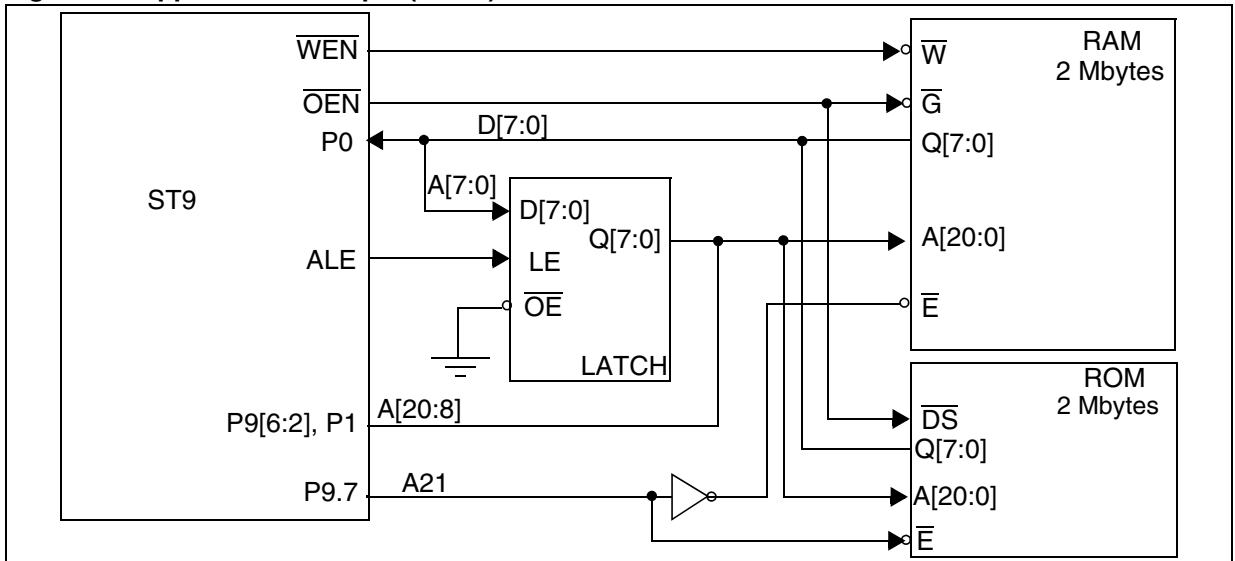 WEN
OEN
P0
ST9
ALE
P9[6:2], P1
P9.7
D[7:0]
A[7:0]
A[20:8]
A21
D[7:0]
Q[7:0]
LE
OE
LATCH
RAM
2 Mbytes
W
G
Q[7:0]
A[20:0]
E
ROM
2 Mbytes
DS
Q[7:0]
A[20:0]
E